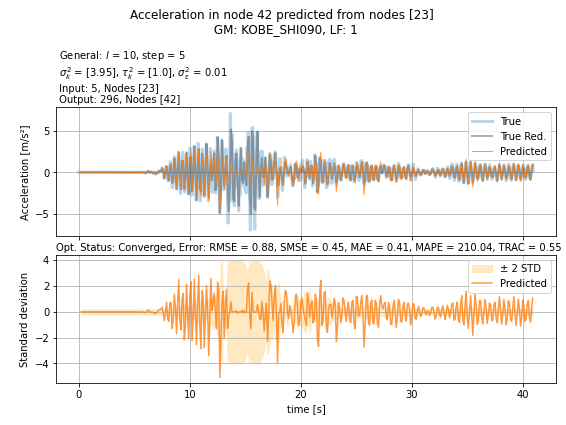 Acceleration in node 42 predicted from nodes [23]
GM: KOBE_SHI090, LF: 1
General: l = 10, step = 5
σ²ₖ = [3.95], τ²ₖ = [1.0], σ²ε = 0.01
Input: 5, Nodes [23]
Output: 296, Nodes [42]
True
True Red.
Predicted
Acceleration [m/s²]
5
0
−5
Opt. Status: Converged, Error: RMSE = 0.88, SMSE = 0.45, MAE = 0.41, MAPE = 210.04, TRAC = 0.55
± 2 STD
Predicted
Standard deviation
4
2
0
−2
−4
0 10 20 30 40
time [s]